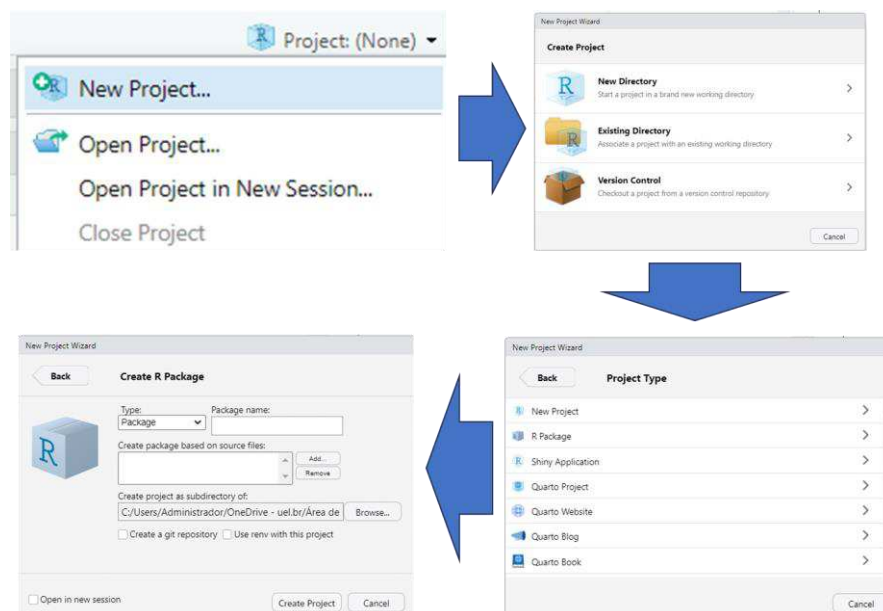 Project: (None)
New Project...
Open Project...
Open Project in New Session...
Close Project
New Project Wizard
Create Project
New Directory
Start a project in a brand new working directory
Existing Directory
Associate a project with an existing working directory
Version Control
Checkout a project from a version control repository
Cancel
New Project Wizard
Back Project Type
New Project
R Package
Shiny Application
Quarto Project
Quarto Website
Quarto Blog
Quarto Book
Cancel
New Project Wizard
Back Create R Package
Type: Package name:
Package
Create package based on source files:
Add...
Remove
Create project as subdirectory of:
C:/Users/Administrador/OneDrive - uel.br/Área de Browse...
Create a git repository Use renv with this project
Open in new session Create Project Cancel